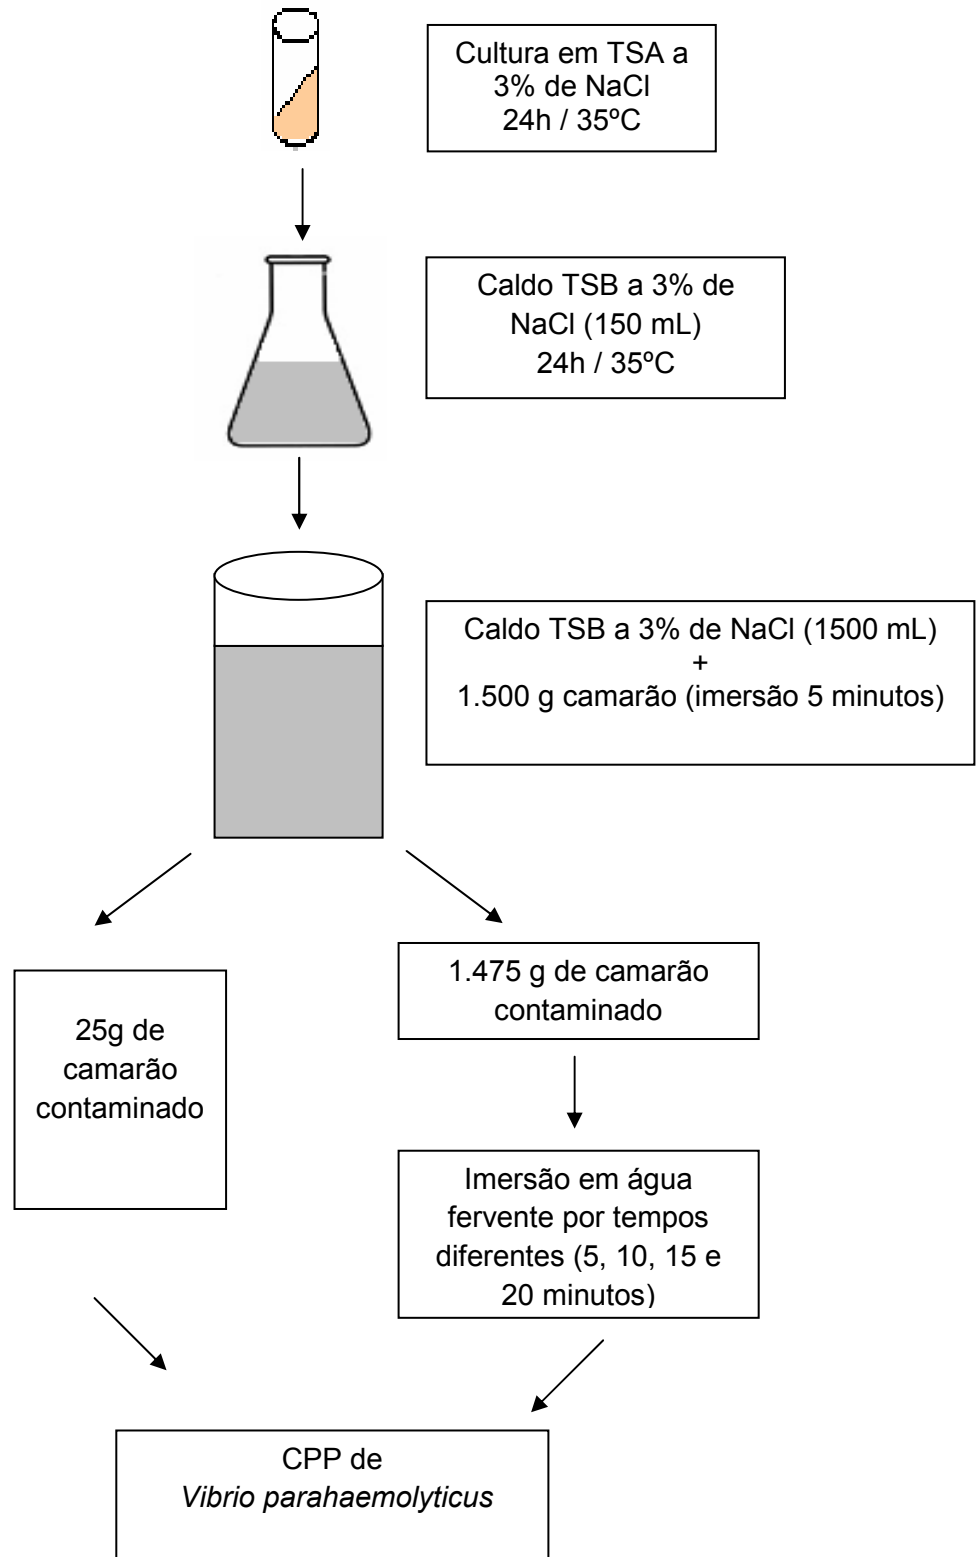 Cultura em TSA a
3% de NaCl
24h / 35ºC
Caldo TSB a 3% de
NaCl (150 mL)
24h / 35ºC
Caldo TSB a 3% de NaCl (1500 mL)
+
1.500 g camarão (imersão 5 minutos)
25g de
camarão
contaminado
1.475 g de camarão
contaminado
Imersão em água
fervente por tempos
diferentes (5, 10, 15 e
20 minutos)
CPP de
Vibrio parahaemolyticus